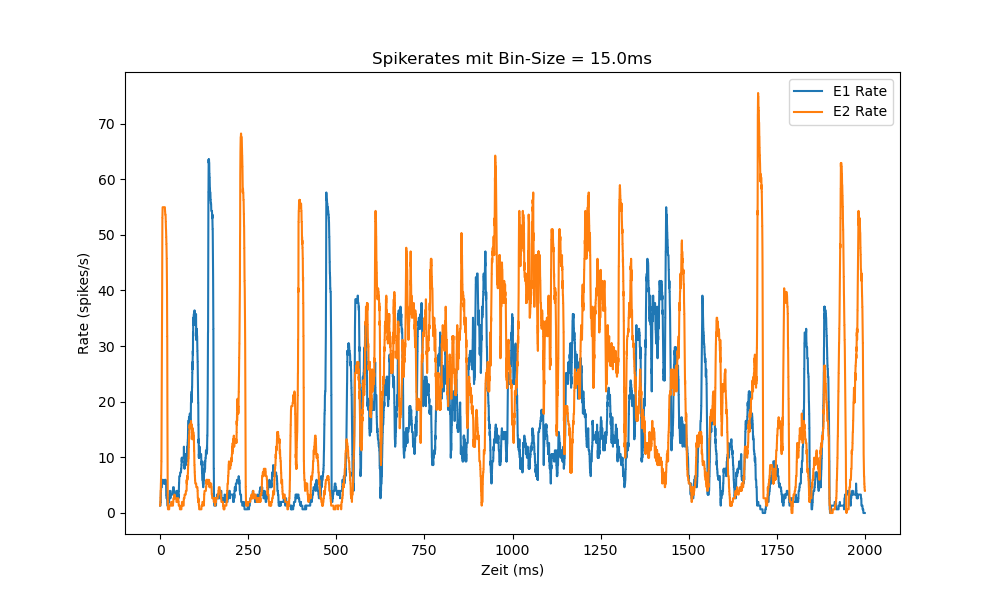 Spikerates mit Bin-Size = 15.0ms
E1 Rate
E2 Rate
Rate (spikes/s)
70
60
50
40
30
20
10
0
0 250 500 750 1000 1250 1500 1750 2000
Zeit (ms)